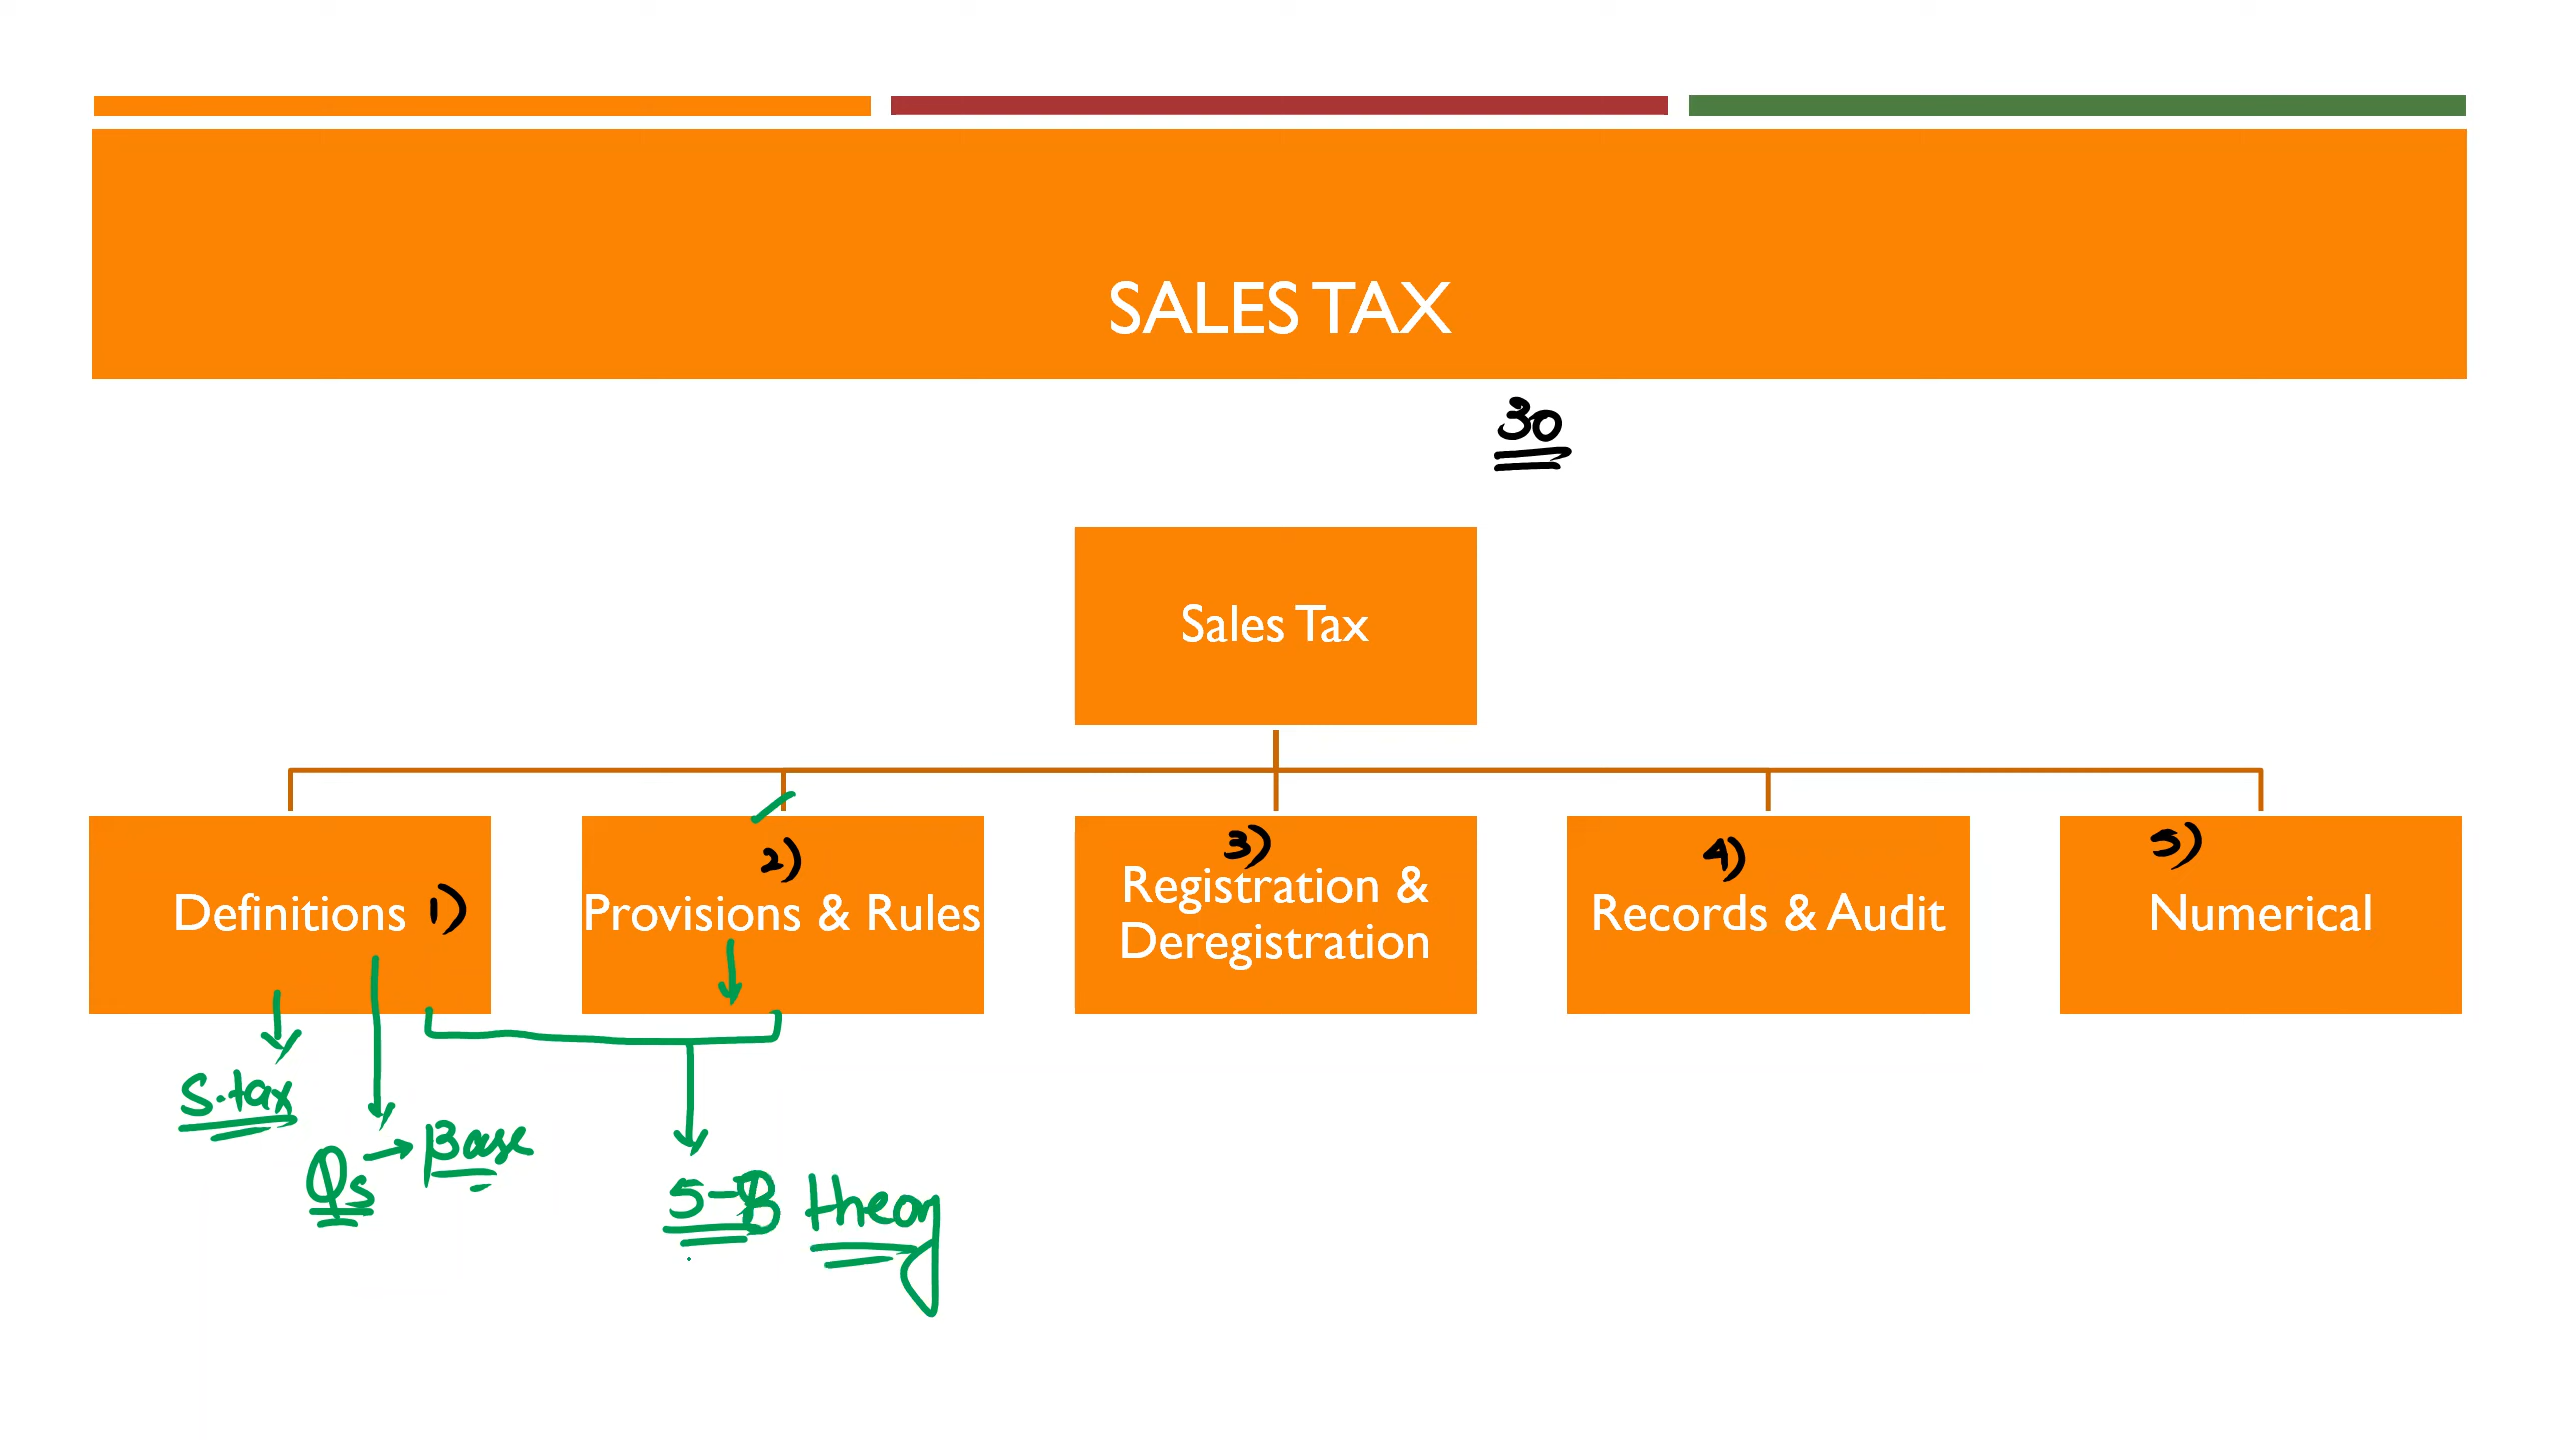 SALES TAX
30
Sales Tax
Definitions 1)
2)
Provisions & Rules
3)
Registration &
Deregistration
4)
Records & Audit
5)
Numerical
S.tax
Qs → Base
theory